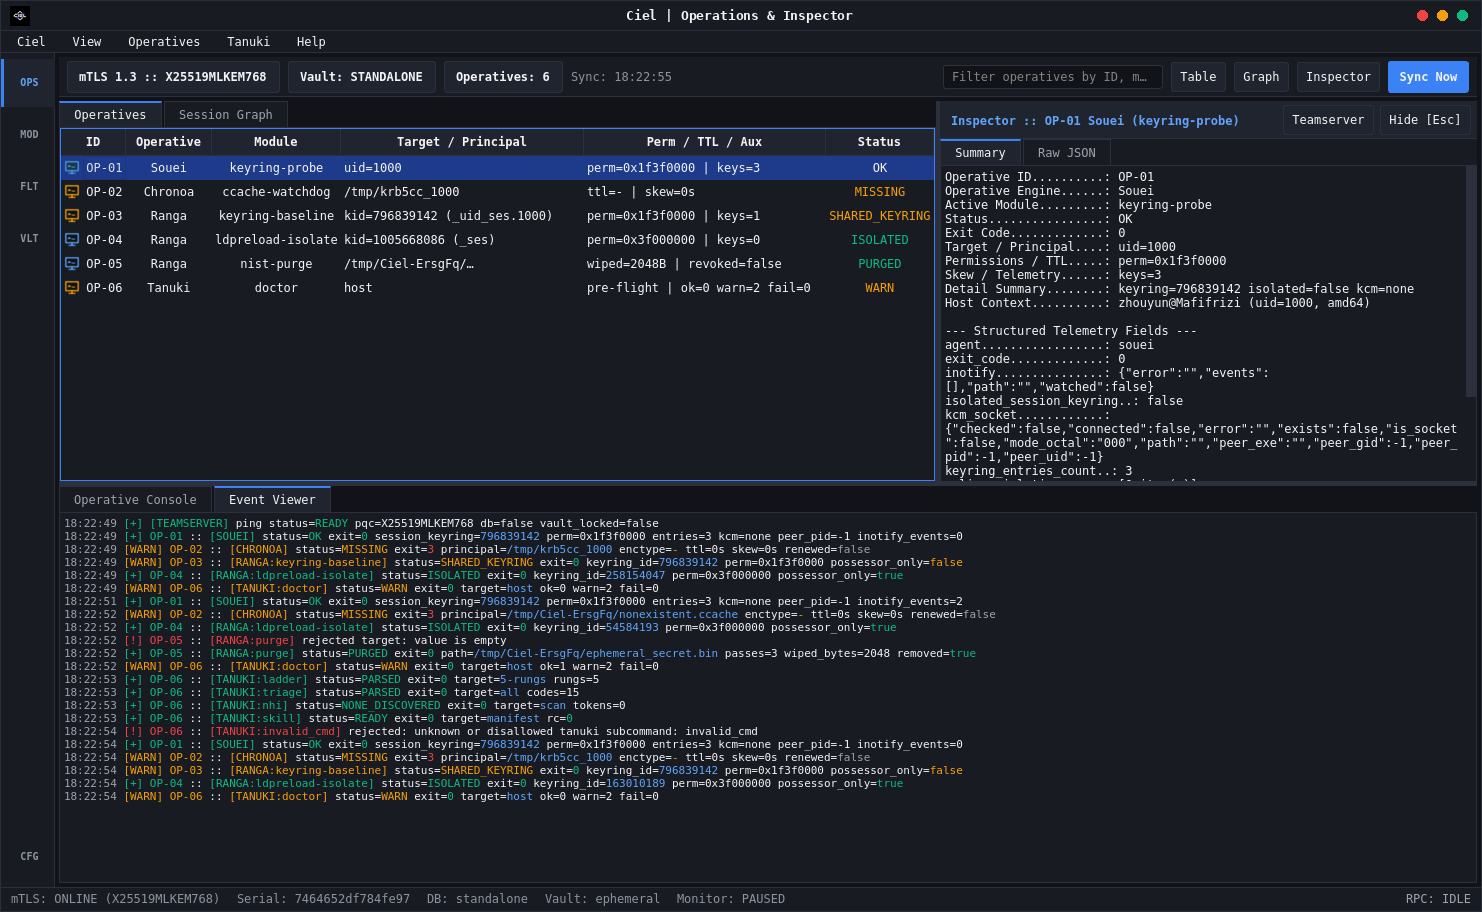 Ciel | Operations & Inspector
Ciel View Operatives Tanuki Help
OPS
MOD
FLT
VLT
CFG
mTLS 1.3 :: X25519MLKEM768 Vault: STANDALONE Operatives: 6 Sync: 18:22:55 Filter operatives by ID, m… Table Graph Inspector Sync Now
Operatives Session Graph
ID Operative Module Target / Principal Perm / TTL / Aux Status
OP-01 Souei keyring-probe uid=1000 perm=0x1f3f0000 | keys=3 OK
OP-02 Chronoa ccache-watchdog /tmp/krb5cc_1000 ttl=- | skew=0s MISSING
OP-03 Ranga keyring-baseline kid=796839142 (_uid_ses.1000) perm=0x1f3f0000 | keys=1 SHARED_KEYRING
OP-04 Ranga ldpreload-isolate kid=1005668086 (_ses) perm=0x3f000000 | keys=0 ISOLATED
OP-05 Ranga nist-purge /tmp/Ciel-ErsgFq/… wiped=2048B | revoked=false PURGED
OP-06 Tanuki doctor host pre-flight | ok=0 warn=2 fail=0 WARN
Inspector :: OP-01 Souei (keyring-probe) Teamserver Hide [Esc]
Summary Raw JSON
Operative ID..........: OP-01
Operative Engine......: Souei
Active Module.........: keyring-probe
Status................: OK
Exit Code.............: 0
Target / Principal....: uid=1000
Permissions / TTL.....: perm=0x1f3f0000
Skew / Telemetry......: keys=3
Detail Summary........: keyring=796839142 isolated=false kcm=none
Host Context..........: zhouyun@Mafifrizi (uid=1000, amd64)
--- Structured Telemetry Fields ---
agent.................: souei
exit_code.............: 0
inotify...............: {"error":"","events":
[],"path":"","watched":false}
isolated_session_keyring..: false
kcm_socket............:
{"checked":false,"connected":false,"error":"","exists":false,"is_socket
":false,"mode_octal":"000","path":"","peer_exe":"","peer_gid":-1,"peer_
pid":-1,"peer_uid":-1}
keyring_entries_count..: 3
Operative Console Event Viewer
18:22:49 [+] [TEAMSERVER] ping status=READY pqc=X25519MLKEM768 db=false vault_locked=false
18:22:49 [+] OP-01 :: [SOUEI] status=OK exit=0 session_keyring=796839142 perm=0x1f3f0000 entries=3 kcm=none peer_pid=-1 inotify_events=0
18:22:49 [WARN] OP-02 :: [CHRONOA] status=MISSING exit=3 principal=/tmp/krb5cc_1000 enctype=- ttl=0s skew=0s renewed=false
18:22:49 [WARN] OP-03 :: [RANGA:keyring-baseline] status=SHARED_KEYRING exit=0 keyring_id=796839142 perm=0x1f3f0000 possessor_only=false
18:22:49 [+] OP-04 :: [RANGA:ldpreload-isolate] status=ISOLATED exit=0 keyring_id=258154047 perm=0x3f000000 possessor_only=true
18:22:49 [WARN] OP-06 :: [TANUKI:doctor] status=WARN exit=0 target=host ok=0 warn=2 fail=0
18:22:51 [+] OP-01 :: [SOUEI] status=OK exit=0 session_keyring=796839142 perm=0x1f3f0000 entries=3 kcm=none peer_pid=-1 inotify_events=2
18:22:52 [WARN] OP-02 :: [CHRONOA] status=MISSING exit=3 principal=/tmp/Ciel-ErsgFq/nonexistent.ccache enctype=- ttl=0s skew=0s renewed=false
18:22:52 [+] OP-04 :: [RANGA:ldpreload-isolate] status=ISOLATED exit=0 keyring_id=54584193 perm=0x3f000000 possessor_only=true
18:22:52 [!] OP-05 :: [RANGA:purge] rejected target: value is empty
18:22:52 [+] OP-05 :: [RANGA:purge] status=PURGED exit=0 path=/tmp/Ciel-ErsgFq/ephemeral_secret.bin passes=3 wiped_bytes=2048 removed=true
18:22:52 [WARN] OP-06 :: [TANUKI:doctor] status=WARN exit=0 target=host ok=1 warn=2 fail=0
18:22:53 [+] OP-06 :: [TANUKI:ladder] status=PARSED exit=0 target=5-rungs rungs=5
18:22:53 [+] OP-06 :: [TANUKI:triage] status=PARSED exit=0 target=all codes=15
18:22:53 [+] OP-06 :: [TANUKI:nhi] status=NONE_DISCOVERED exit=0 target=scan tokens=0
18:22:53 [+] OP-06 :: [TANUKI:skill] status=READY exit=0 target=manifest rc=0
18:22:54 [!] OP-06 :: [TANUKI:invalid_cmd] rejected: unknown or disallowed tanuki subcommand: invalid_cmd
18:22:54 [+] OP-01 :: [SOUEI] status=OK exit=0 session_keyring=796839142 perm=0x1f3f0000 entries=3 kcm=none peer_pid=-1 inotify_events=0
18:22:54 [WARN] OP-02 :: [CHRONOA] status=MISSING exit=3 principal=/tmp/krb5cc_1000 enctype=- ttl=0s skew=0s renewed=false
18:22:54 [WARN] OP-03 :: [RANGA:keyring-baseline] status=SHARED_KEYRING exit=0 keyring_id=796839142 perm=0x1f3f0000 possessor_only=false
18:22:54 [+] OP-04 :: [RANGA:ldpreload-isolate] status=ISOLATED exit=0 keyring_id=163010189 perm=0x3f000000 possessor_only=true
18:22:54 [WARN] OP-06 :: [TANUKI:doctor] status=WARN exit=0 target=host ok=0 warn=2 fail=0
mTLS: ONLINE (X25519MLKEM768) Serial: 7464652df784fe97 DB: standalone Vault: ephemeral Monitor: PAUSED RPC: IDLE